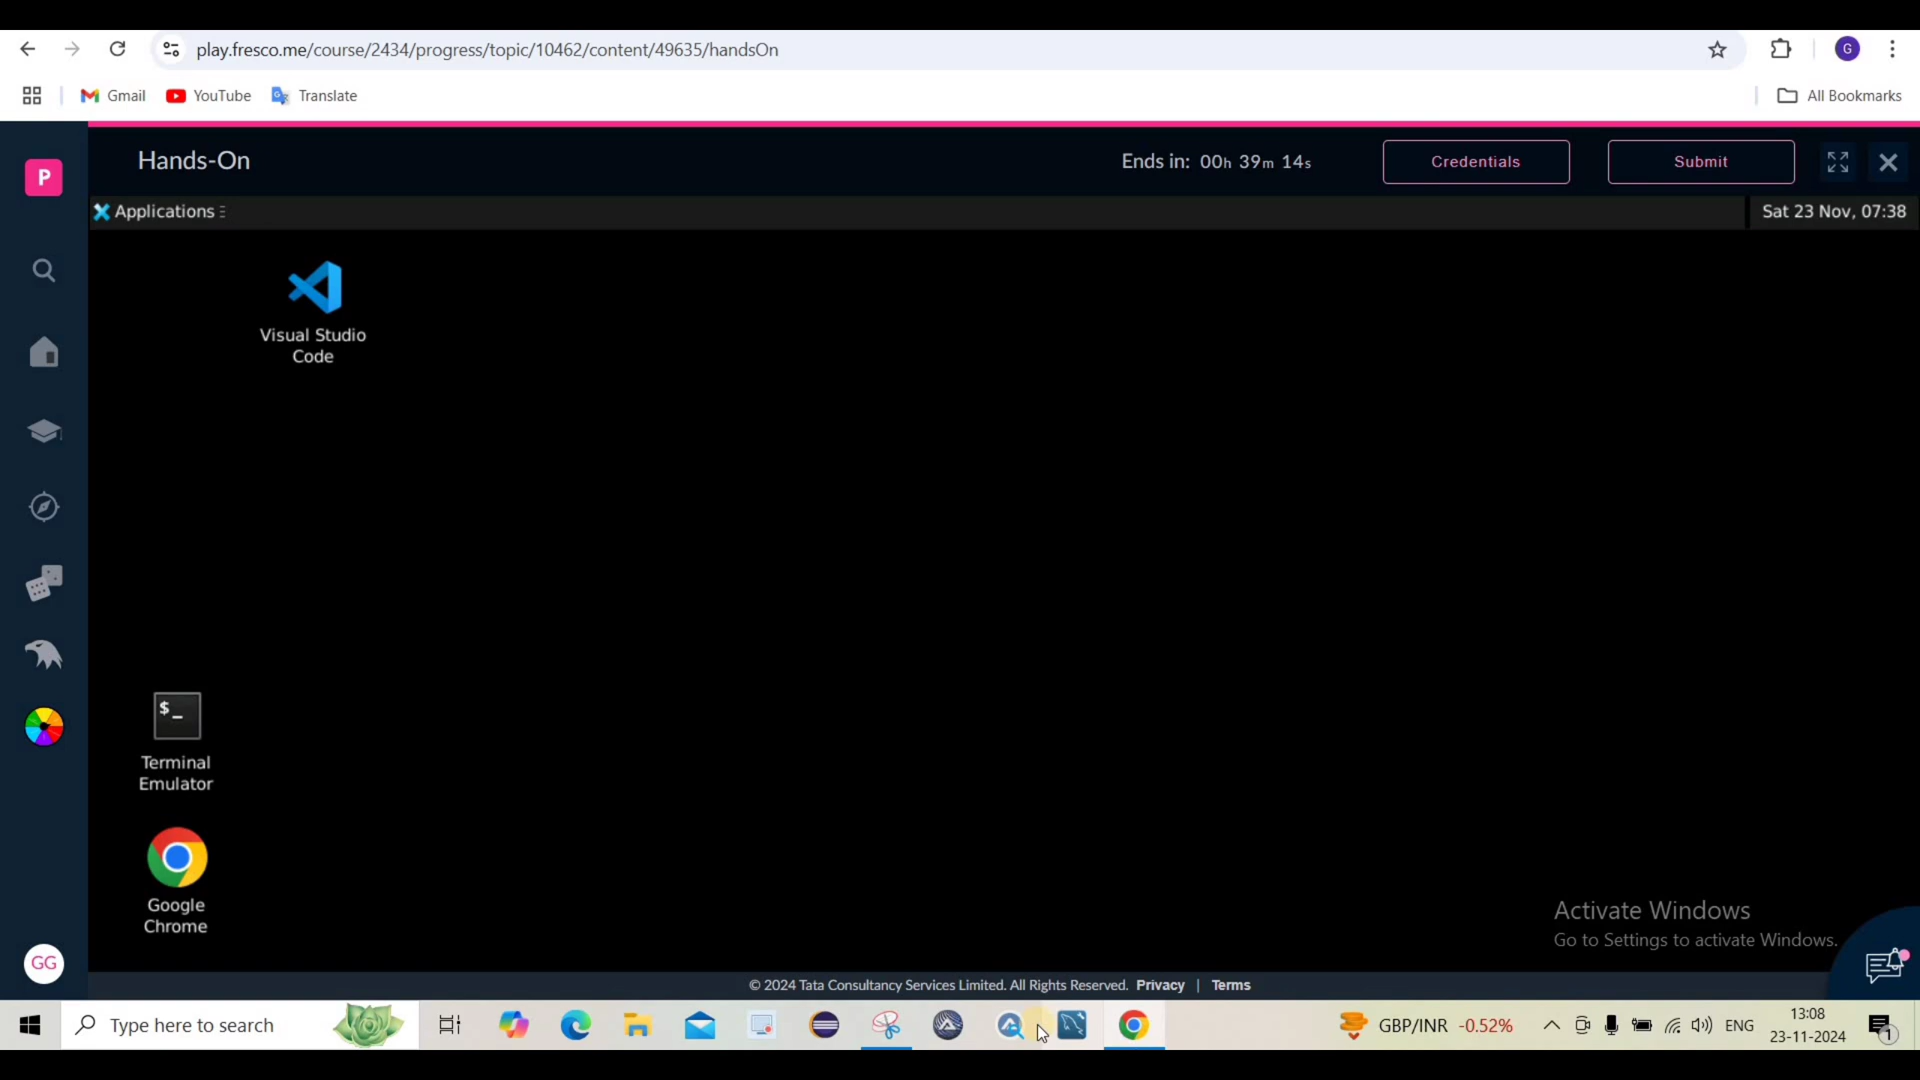 play.fresco.me/course/2434/progress/topic/10462/content/49635/handsOn
G
Gmail
YouTube
Translate
All Bookmarks
P
Hands-On
Ends in: 00h 39m 14s
Credentials
Submit
Applications
Sat 23 Nov, 07:38
Visual Studio
Code
$_
Terminal
Emulator
Google
Chrome
Activate Windows
Go to Settings to activate Windows.
GG
© 2024 Tata Consultancy Services Limited. All Rights Reserved. Privacy | Terms
Type here to search
GBP/INR -0.52%
ENG
13:08
23-11-2024
1